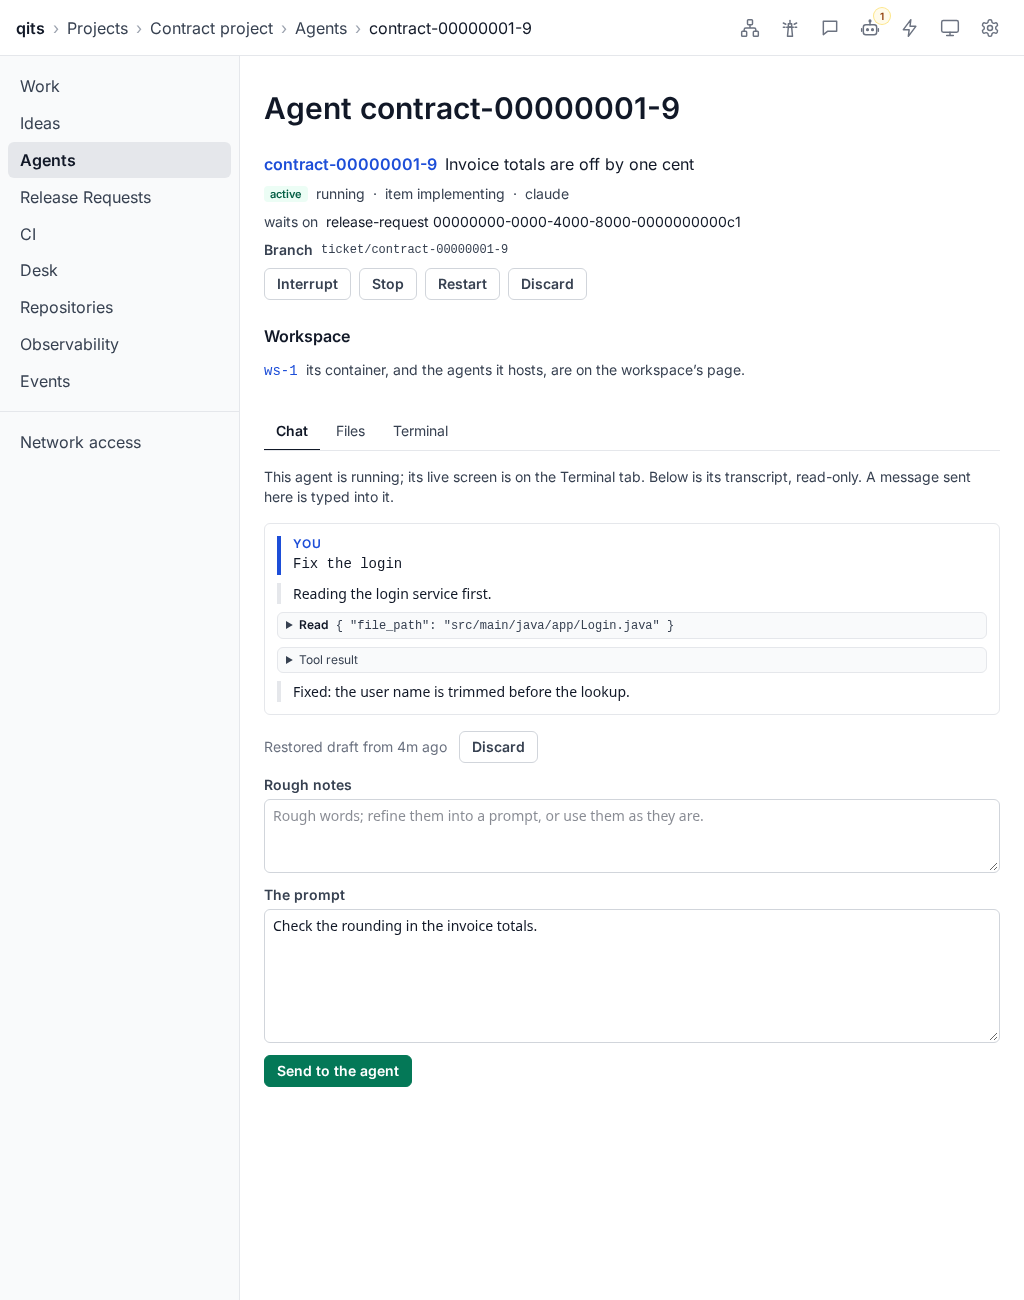 qits › Projects › Contract project › Agents › contract-00000001-9
1
Work
Ideas
Agents
Release Requests
CI
Desk
Repositories
Observability
Events
Network access
Agent contract-00000001-9
contract-00000001-9 Invoice totals are off by one cent
active running · item implementing · claude
waits on release-request 00000000-0000-4000-8000-0000000000c1
Branch ticket/contract-00000001-9
Interrupt Stop Restart Discard
Workspace
ws-1 its container, and the agents it hosts, are on the workspace’s page.
Chat Files Terminal
This agent is running; its live screen is on the Terminal tab. Below is its transcript, read-only. A message sent
here is typed into it.
YOU
Fix the login
Reading the login service first.
Read { "file_path": "src/main/java/app/Login.java" }
Tool result
Fixed: the user name is trimmed before the lookup.
Restored draft from 4m ago Discard
Rough notes
Rough words; refine them into a prompt, or use them as they are.
The prompt
Check the rounding in the invoice totals.
Send to the agent